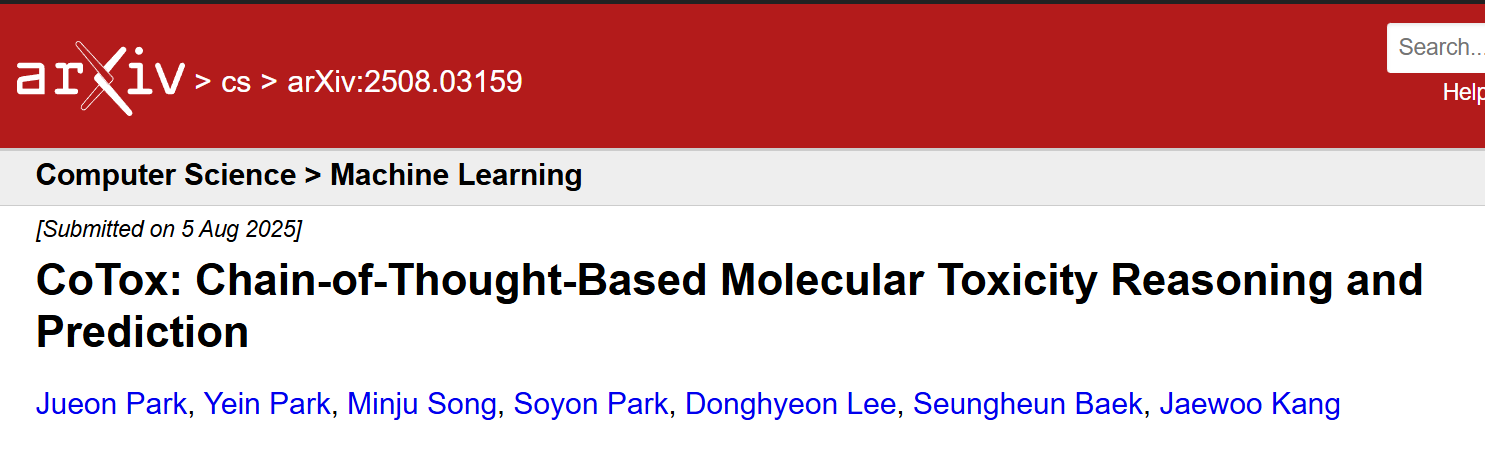 Search...
arXiv > cs > arXiv:2508.03159
Help
Computer Science > Machine Learning
[Submitted on 5 Aug 2025]
CoTox: Chain-of-Thought-Based Molecular Toxicity Reasoning and
Prediction
Jueon Park, Yein Park, Minju Song, Soyon Park, Donghyeon Lee, Seungheun Baek, Jaewoo Kang